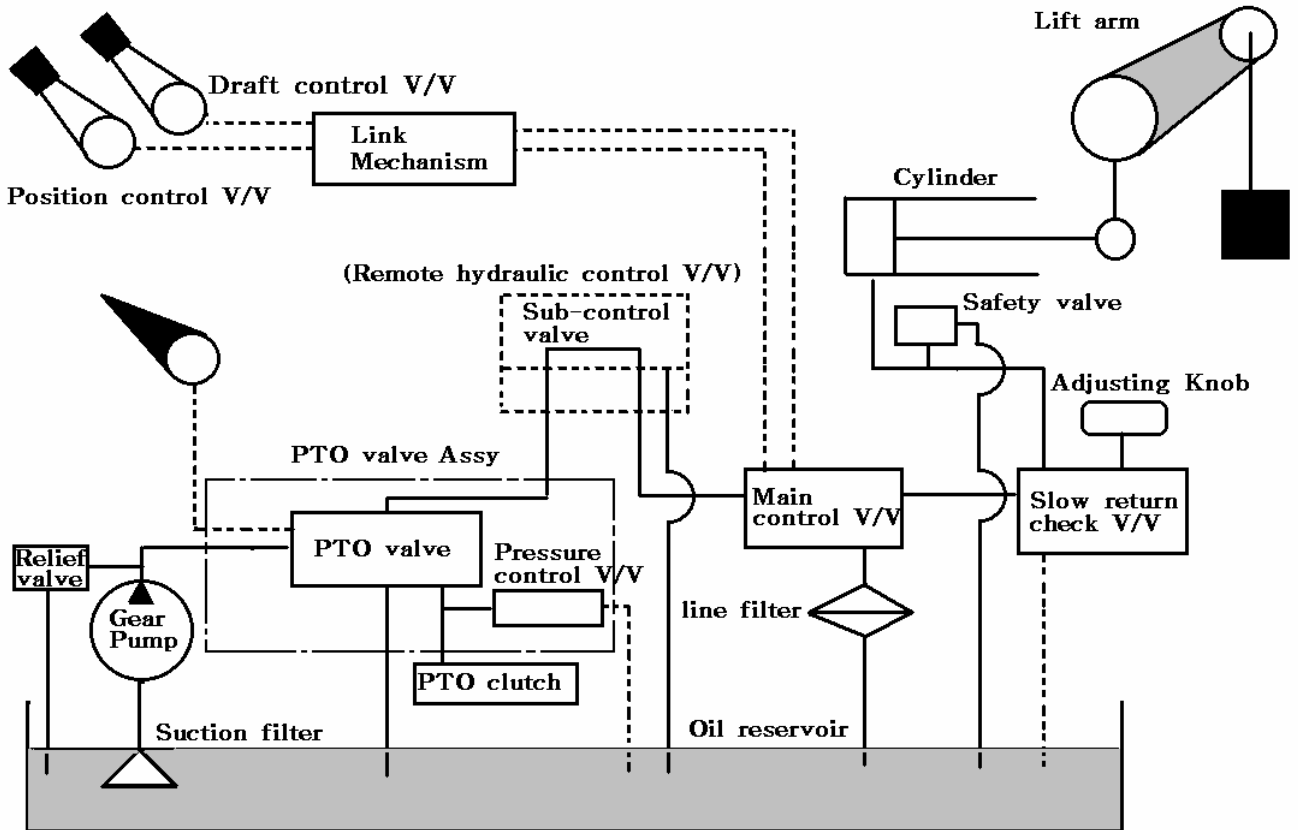 Lift arm
Draft control V/V
Link
Mechanism
Position control V/V
Cylinder
(Remote hydraulic control V/V)
Sub-control
valve
Safety valve
Adjusting Knob
PTO valve Assy
Main
control V/V
Slow return
check V/V
PTO valve
Pressure
control V/V
Relief
valve
Gear
Pump
line filter
PTO clutch
Suction filter
Oil reservoir